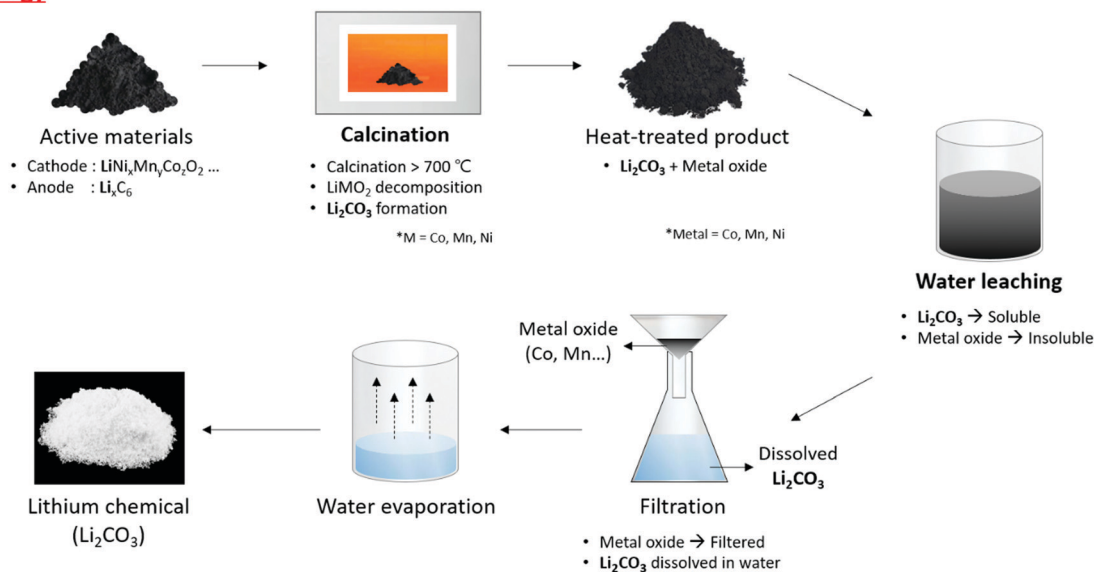 Active materials
• Cathode : LiNiₓMnᵧCo₂O₂ ...
• Anode : LiₓC₆
Calcination
• Calcination > 700 ℃
• LiMO₂ decomposition
• Li₂CO₃ formation
*M = Co, Mn, Ni
Heat-treated product
• Li₂CO₃ + Metal oxide
*Metal = Co, Mn, Ni
Water leaching
• Li₂CO₃ → Soluble
• Metal oxide → Insoluble
Metal oxide
(Co, Mn...)
Dissolved
Li₂CO₃
Filtration
• Metal oxide → Filtered
• Li₂CO₃ dissolved in water
Water evaporation
Lithium chemical
(Li₂CO₃)